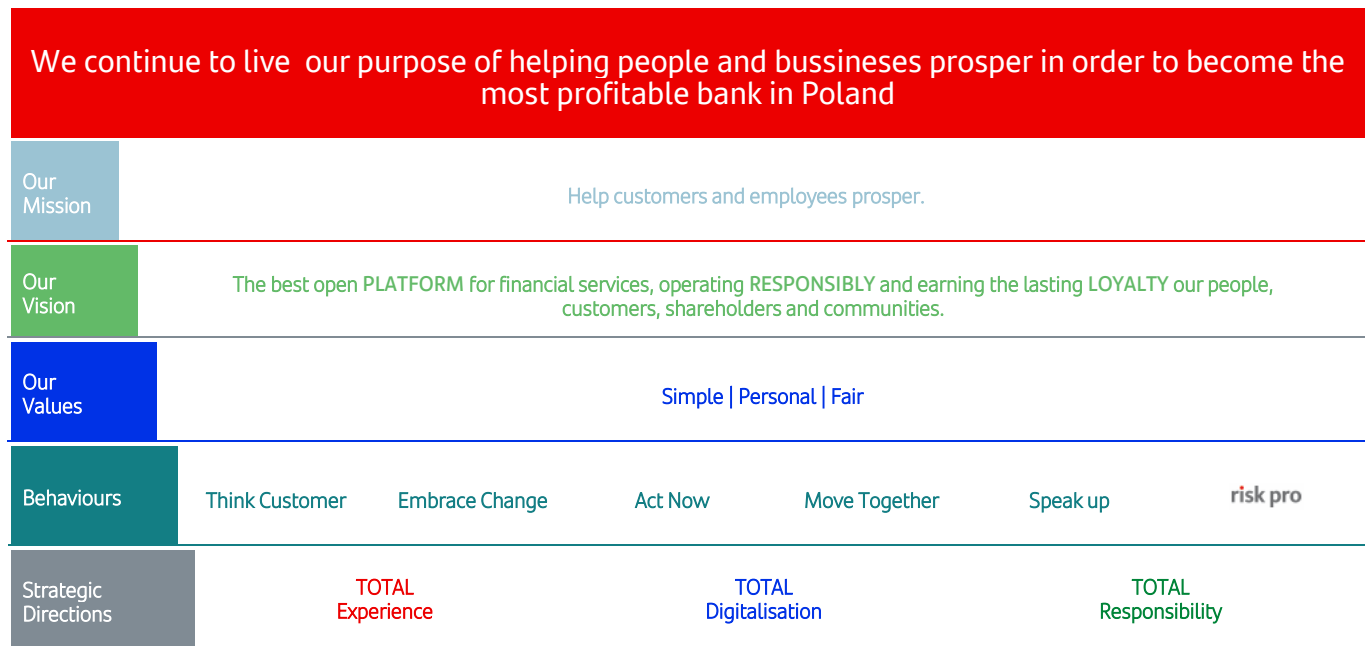 We continue to live our purpose of helping people and bussineses prosper in order to become the
most profitable bank in Poland
Our
Mission
Help customers and employees prosper.
Our
Vision
The best open PLATFORM for financial services, operating RESPONSIBLY and earning the lasting LOYALTY our people,
customers, shareholders and communities.
Our
Values
Simple | Personal | Fair
Behaviours
Think Customer
Embrace Change
Act Now
Move Together
Speak up
risk pro
Strategic
Directions
TOTAL
Experience
TOTAL
Digitalisation
TOTAL
Responsibility